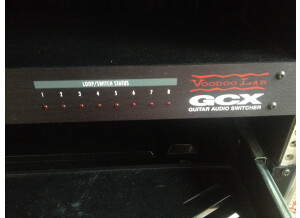 LOOP/SWITCH STATUS
1 2 3 4 5 6 7 8
VOODOO LAB
GCX
GUITAR AUDIO SWITCHER